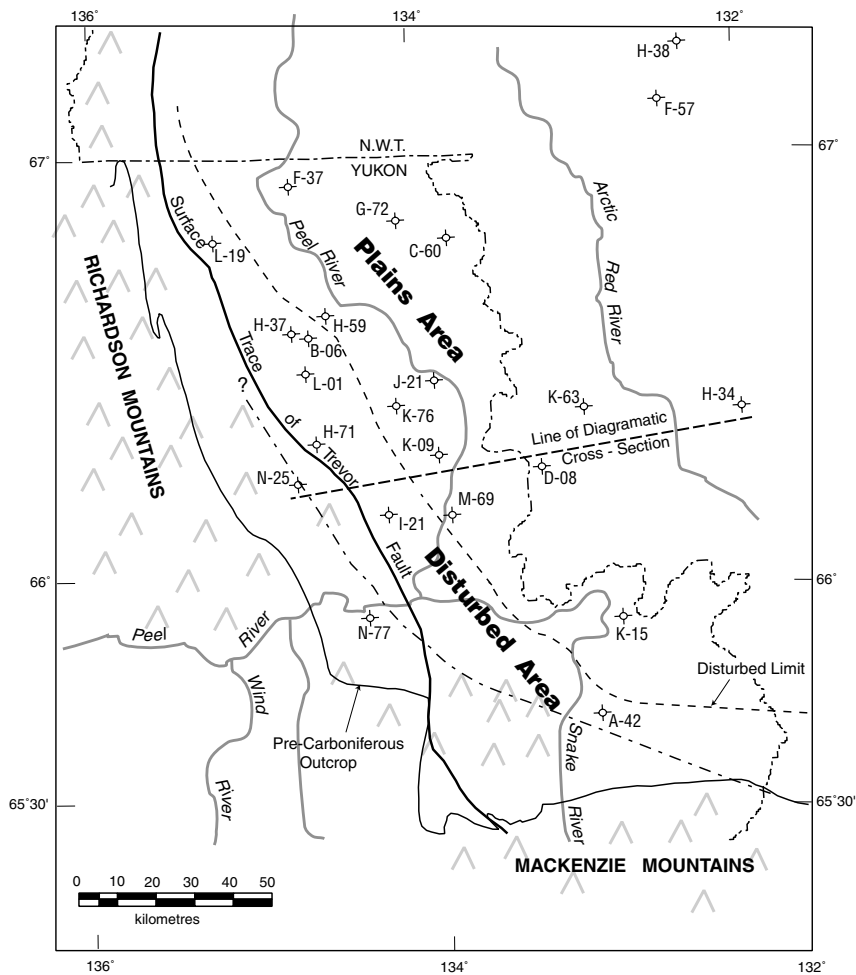 136°
134°
132°
H-38
F-57
67°
67°
N.W.T.
YUKON
F-37
G-72
C-60
L-19
Surface
Trace
of
Trevor
Fault
Peel River
Arctic
Red River
Plains Area
RICHARDSON MOUNTAINS
H-59
H-37
B-06
L-01
J-21
K-76
K-63
H-34
?
H-71
K-09
Line of Diagramatic
Cross - Section
D-08
N-25
I-21
M-69
Disturbed Area
66°
66°
N-77
K-15
Peel
River
Wind
River
Disturbed Limit
A-42
Pre-Carboniferous
Outcrop
Snake
River
65°30'
65°30'
MACKENZIE MOUNTAINS
0 10 20 30 40 50
kilometres
136°
134°
132°